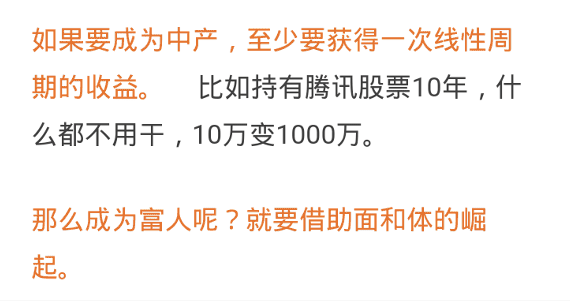 如果要成为中产，至少要获得一次线性周
期的收益。 比如持有腾讯股票10年，什
么都不用干，10万变1000万。
那么成为富人呢？就要借助面和体的崛
起。